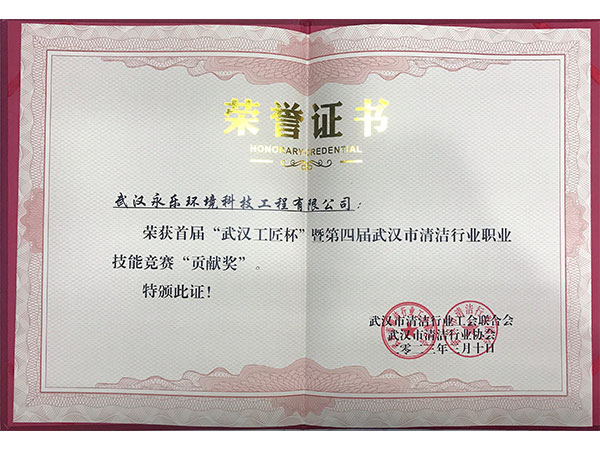 荣誉证书
HONORARY CREDENTIAL
武汉永乐环境科技工程有限公司：
荣获首届“武汉工匠杯”暨第四届武汉市清洁行业职业
技能竞赛“贡献奖”。
特颁此证！
武汉市清洁行业工会联合会
武汉市清洁行业协会
月十日